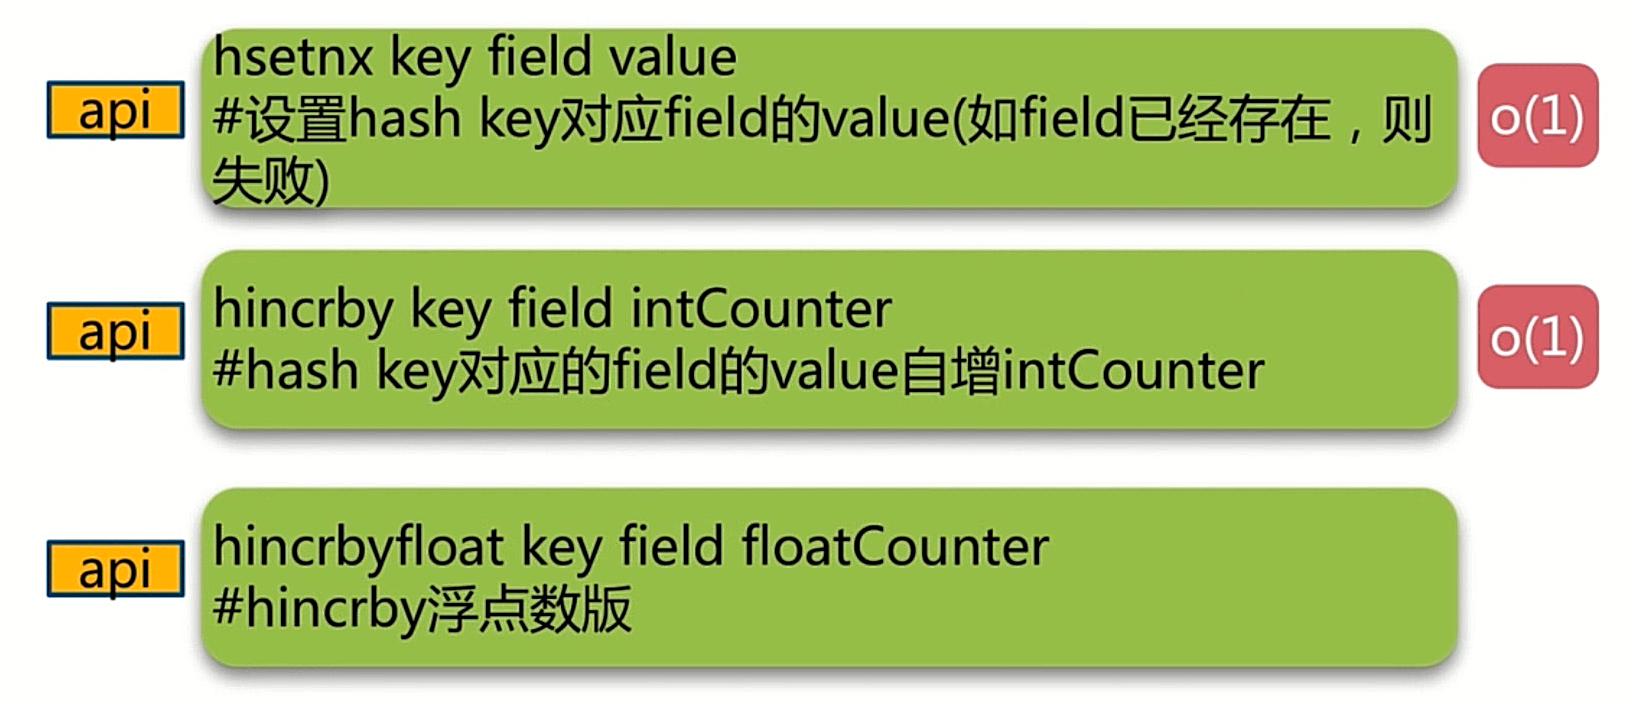 api
hsetnx key field value
#设置hash key对应field的value(如field已经存在，则
失败)
o(1)
api
hincrby key field intCounter
#hash key对应的field的value自增intCounter
o(1)
api
hincrbyfloat key field floatCounter
#hincrby浮点数版